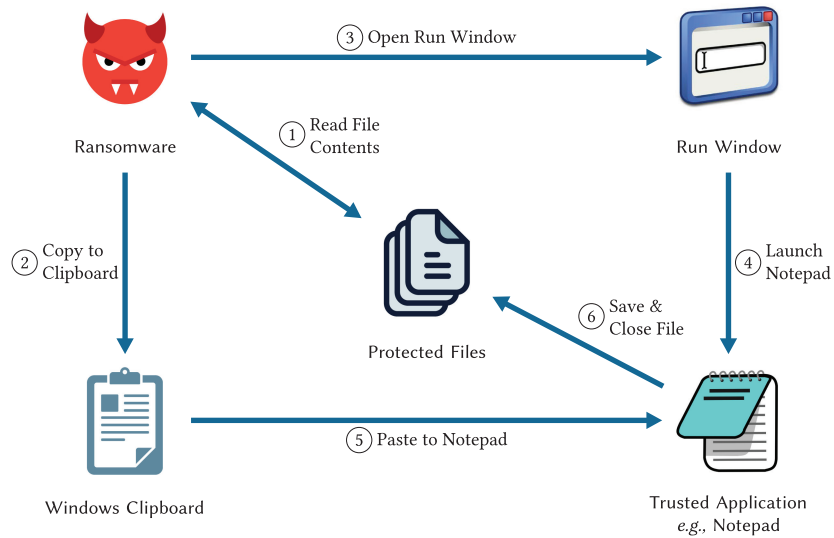 ③ Open Run Window
① Read File
Contents
Ransomware
Run Window
② Copy to
Clipboard
④ Launch
Notepad
⑥ Save &
Close File
Protected Files
⑤ Paste to Notepad
Windows Clipboard
Trusted Application
e.g., Notepad